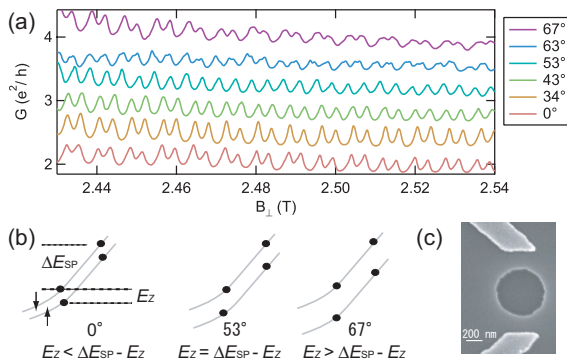 (a)
G (e²/h)
4
3
2
2.44
2.46
2.48
2.50
2.52
2.54
B⊥ (T)
67°
63°
53°
43°
34°
0°
(b)
ΔE_SP
E_Z
0°
53°
67°
E_Z < ΔE_SP - E_Z
E_Z = ΔE_SP - E_Z
E_Z > ΔE_SP - E_Z
(c)
200 nm